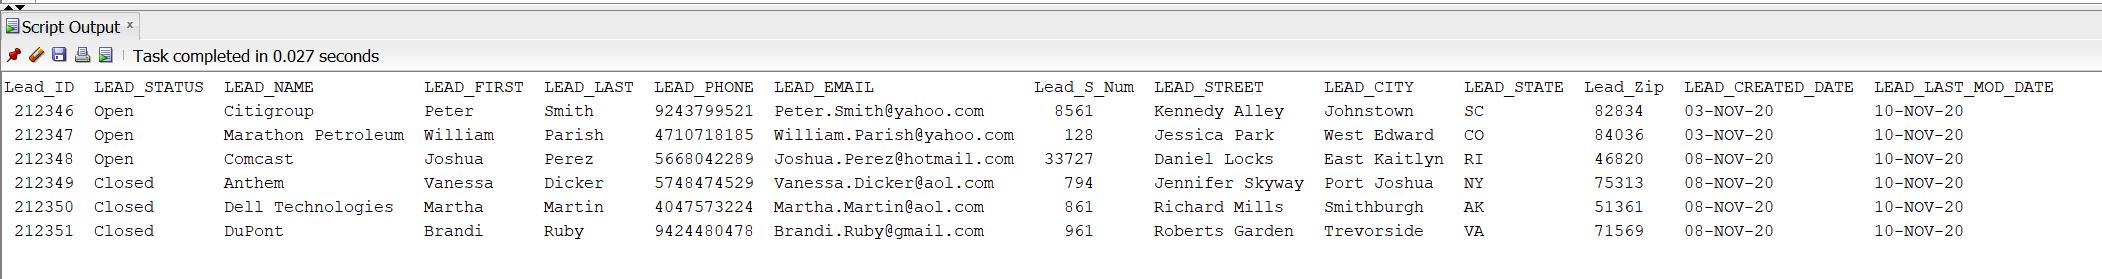 Script Output x
Task completed in 0.027 seconds
Lead_ID LEAD_STATUS LEAD_NAME LEAD_FIRST LEAD_LAST LEAD_PHONE LEAD_EMAIL Lead_S_Num LEAD_STREET LEAD_CITY LEAD_STATE Lead_Zip LEAD_CREATED_DATE LEAD_LAST_MOD_DATE
212346 Open Citigroup Peter Smith 9243799521 Peter.Smith@yahoo.com 8561 Kennedy Alley Johnstown SC 82834 03-NOV-20 10-NOV-20
212347 Open Marathon Petroleum William Parish 4710718185 William.Parish@yahoo.com 128 Jessica Park West Edward CO 84036 03-NOV-20 10-NOV-20
212348 Open Comcast Joshua Perez 5668042289 Joshua.Perez@hotmail.com 33727 Daniel Locks East Kaitlyn RI 46820 08-NOV-20 10-NOV-20
212349 Closed Anthem Vanessa Dicker 5748474529 Vanessa.Dicker@aol.com 794 Jennifer Skyway Port Joshua NY 75313 08-NOV-20 10-NOV-20
212350 Closed Dell Technologies Martha Martin 4047573224 Martha.Martin@aol.com 861 Richard Mills Smithburgh AK 51361 08-NOV-20 10-NOV-20
212351 Closed DuPont Brandi Ruby 9424480478 Brandi.Ruby@gmail.com 961 Roberts Garden Trevorside VA 71569 08-NOV-20 10-NOV-20